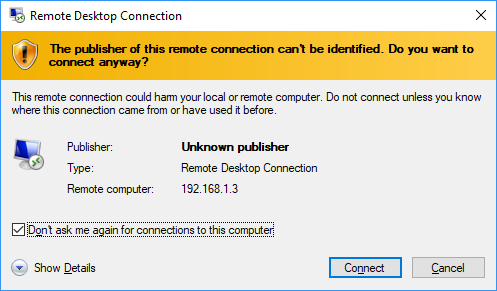 Remote Desktop Connection
The publisher of this remote connection can't be identified. Do you want to
connect anyway?
This remote connection could harm your local or remote computer. Do not connect unless you know
where this connection came from or have used it before.
Publisher: Unknown publisher
Type: Remote Desktop Connection
Remote computer: 192.168.1.3
Don't ask me again for connections to this computer
Show Details Connect Cancel